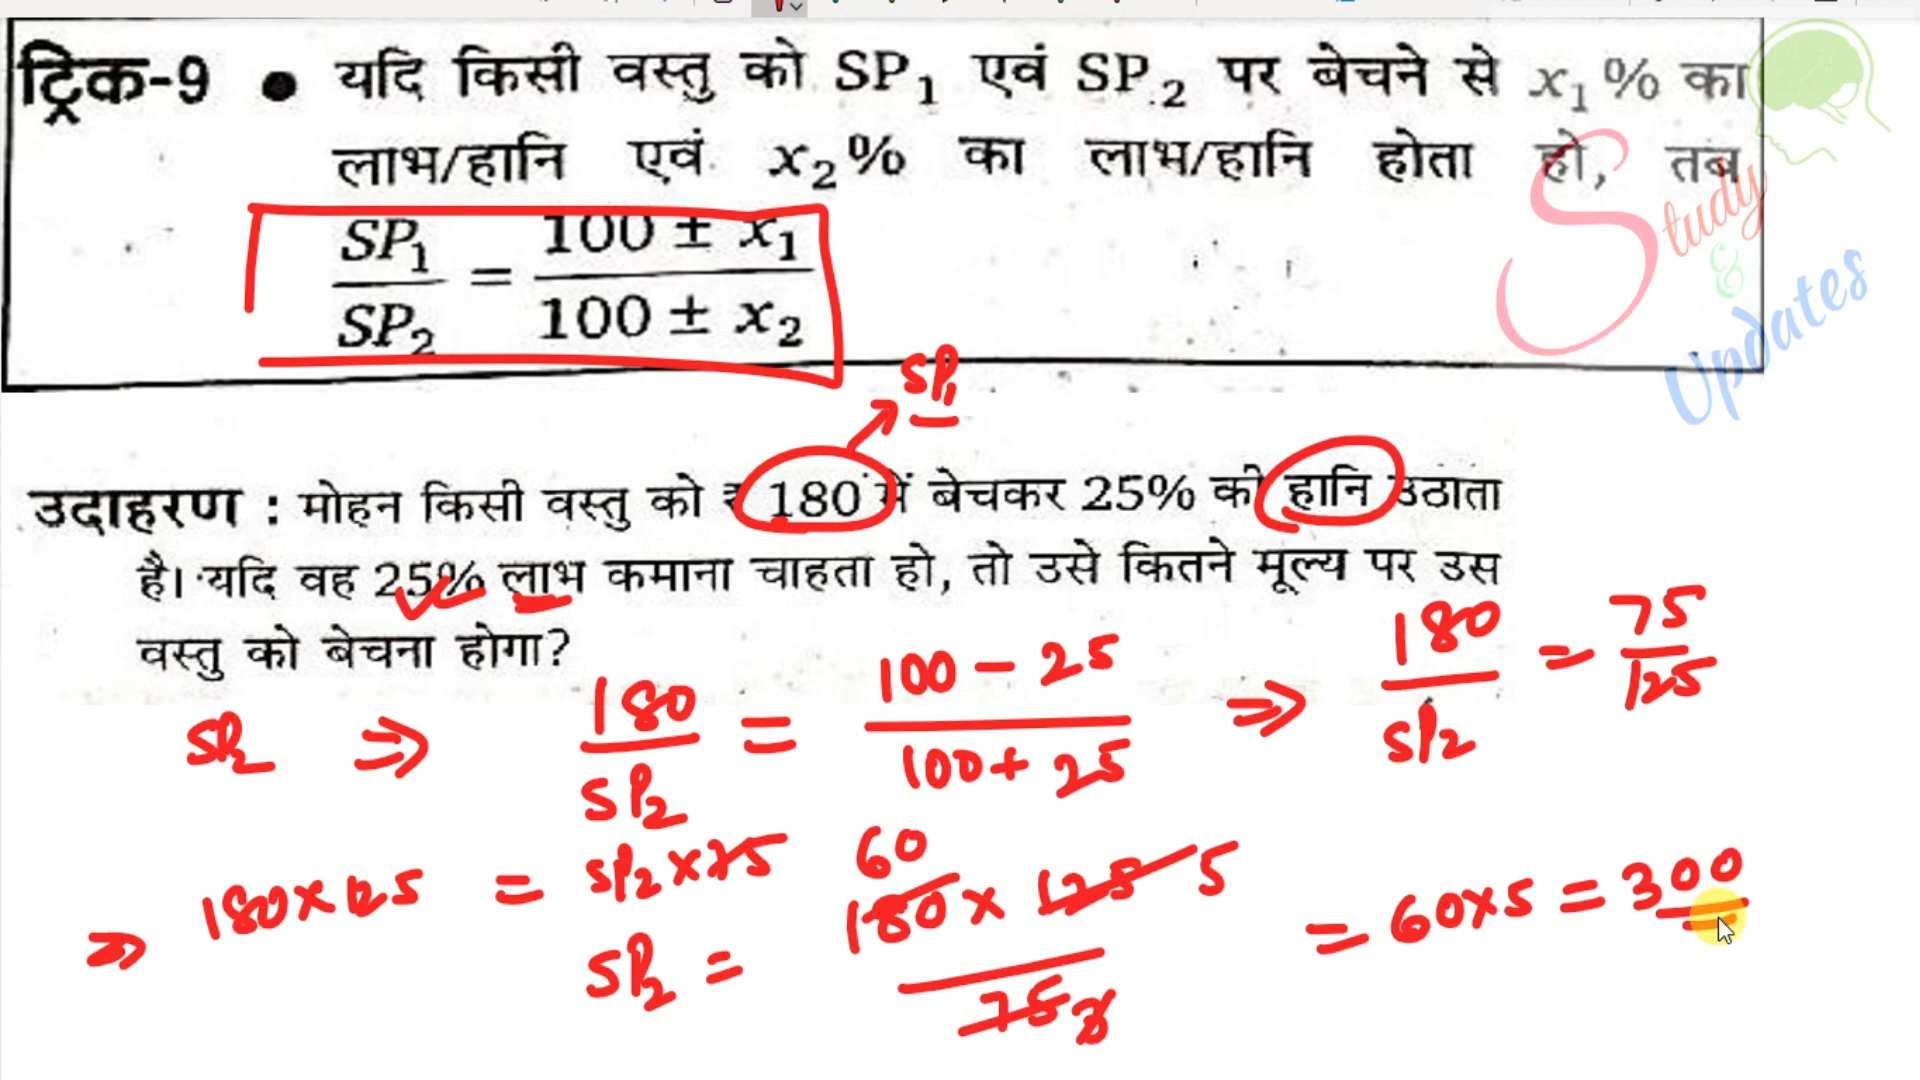 ट्रिक-9 ● यदि किसी वस्तु को SP₁ एवं SP₂ पर बेचने से x₁% का
लाभ/हानि एवं x₂% का लाभ/हानि होता हो, तब
SP₁/SP₂ = 100 ± x₁/100 ± x₂
Study
&
Updates
SP₁
उदाहरण : मोहन किसी वस्तु को ₹ 180 में बेचकर 25% की हानि उठाता
है। यदि वह 25% लाभ कमाना चाहता हो, तो उसे कितने मूल्य पर उस
वस्तु को बेचना होगा?
SP₂ ⇒ 180/SP₂ = 100 - 25/100 + 25 ⇒ 180/SP₂ = 75/125
⇒ 180 × 125 = SP₂ × 75
SP₂ = 180 × 125/75 = 60 × 5 = 300
60 5
3